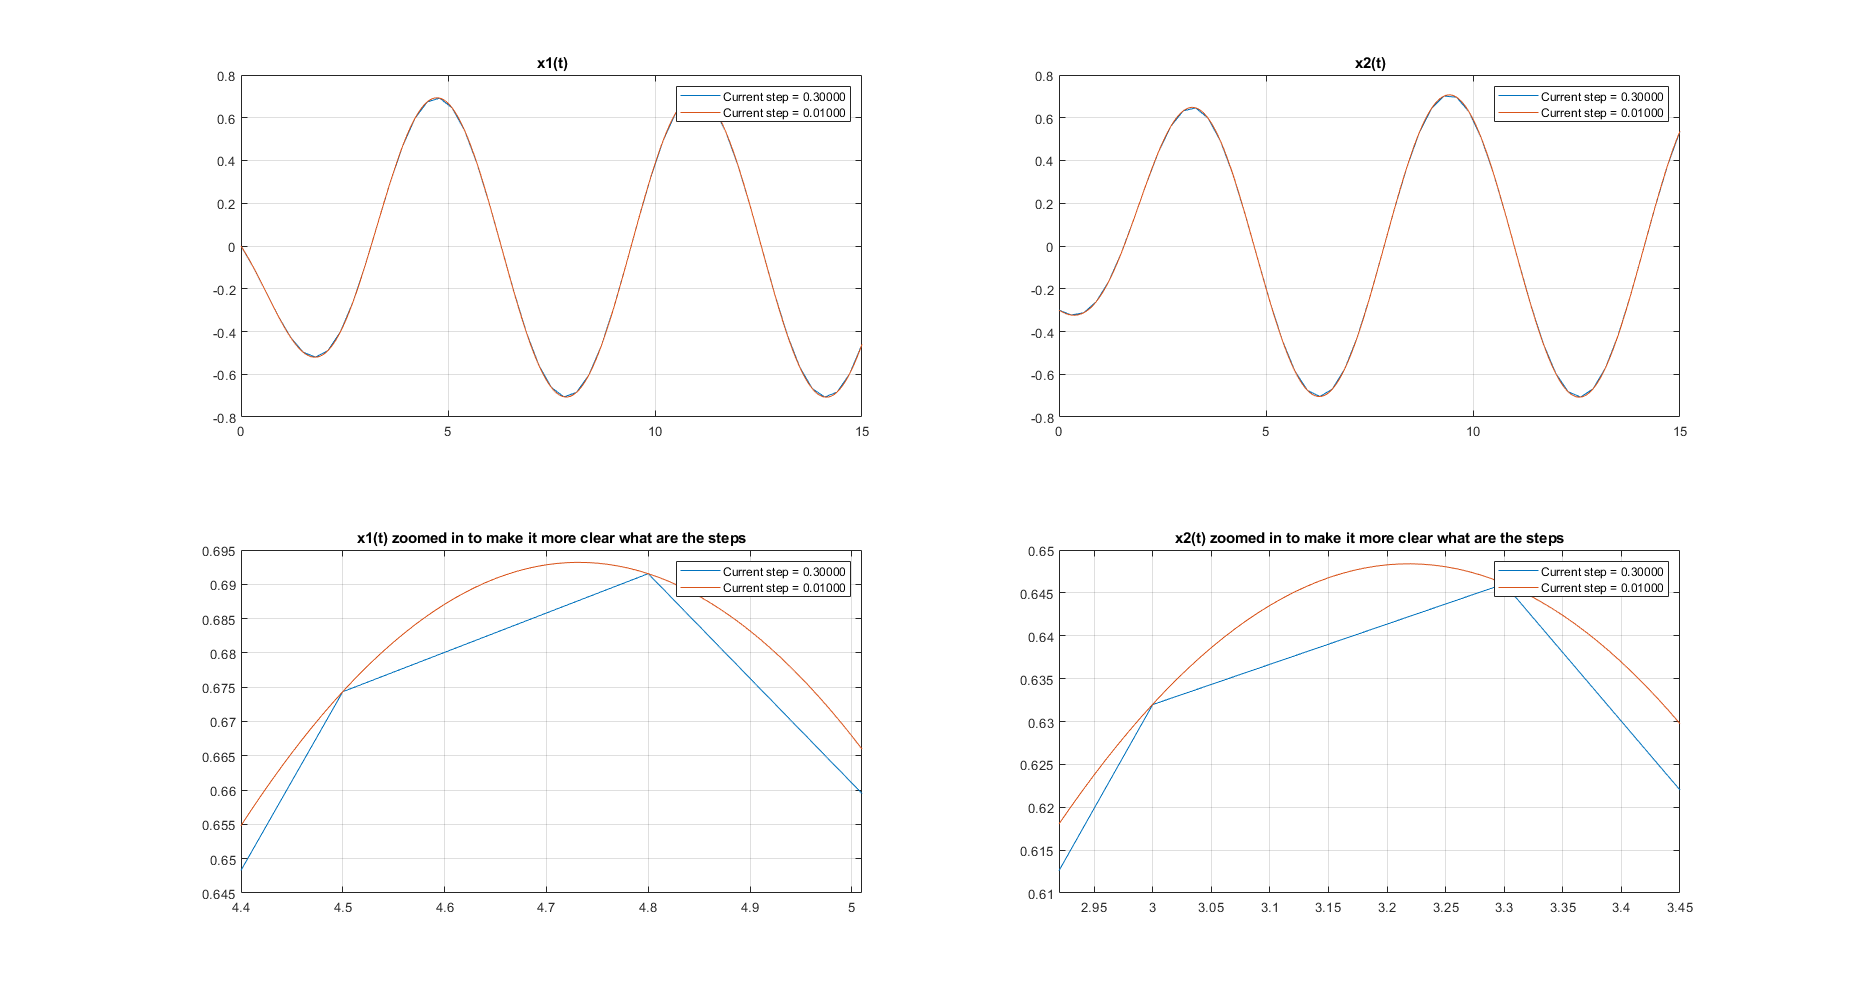 x1(t)
0.8
0.6
0.4
0.2
0
-0.2
-0.4
-0.6
-0.8
0 5 10 15
Current step = 0.30000
Current step = 0.01000
x2(t)
0.8
0.6
0.4
0.2
0
-0.2
-0.4
-0.6
-0.8
0 5 10 15
Current step = 0.30000
Current step = 0.01000
x1(t) zoomed in to make it more clear what are the steps
0.695
0.69
0.685
0.68
0.675
0.67
0.665
0.66
0.655
0.65
0.645
4.4 4.5 4.6 4.7 4.8 4.9 5
Current step = 0.30000
Current step = 0.01000
x2(t) zoomed in to make it more clear what are the steps
0.65
0.645
0.64
0.635
0.63
0.625
0.62
0.615
0.61
2.95 3 3.05 3.1 3.15 3.2 3.25 3.3 3.35 3.4 3.45
Current step = 0.30000
Current step = 0.01000